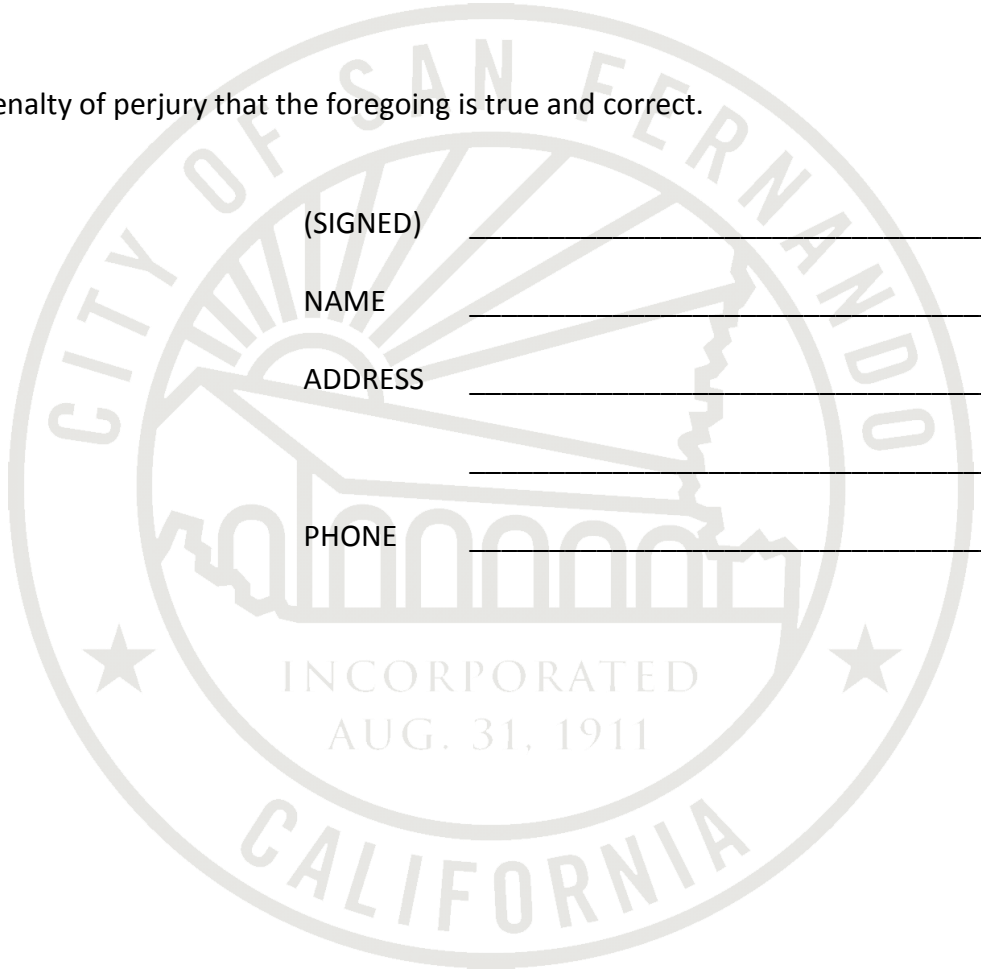 enalty of perjury that the foregoing is true and correct.
(SIGNED)
NAME
ADDRESS
PHONE
CITY OF SAN FERNANDO
INCORPORATED
AUG. 31, 1911
CALIFORNIA